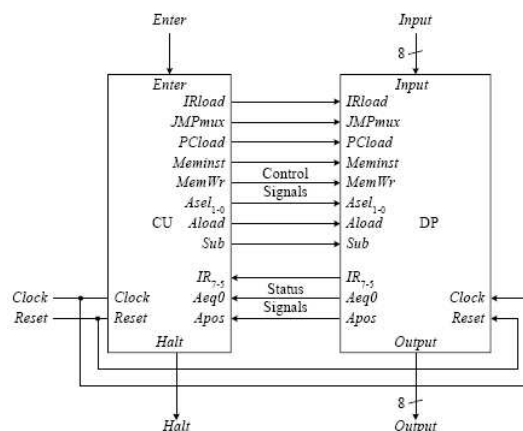 Enter Input
8
Enter Input
IRload IRload
JMPmux JMPmux
PCload PCload
Meminst Meminst
MemWr Control MemWr
Asel1-0 Signals Asel1-0
CU Aload Aload DP
Sub Sub
IR7-5 IR7-5
Clock Clock Aeq0 Status Aeq0 Clock
Reset Reset Apos Signals Apos Reset
Halt Output
8
Halt Output